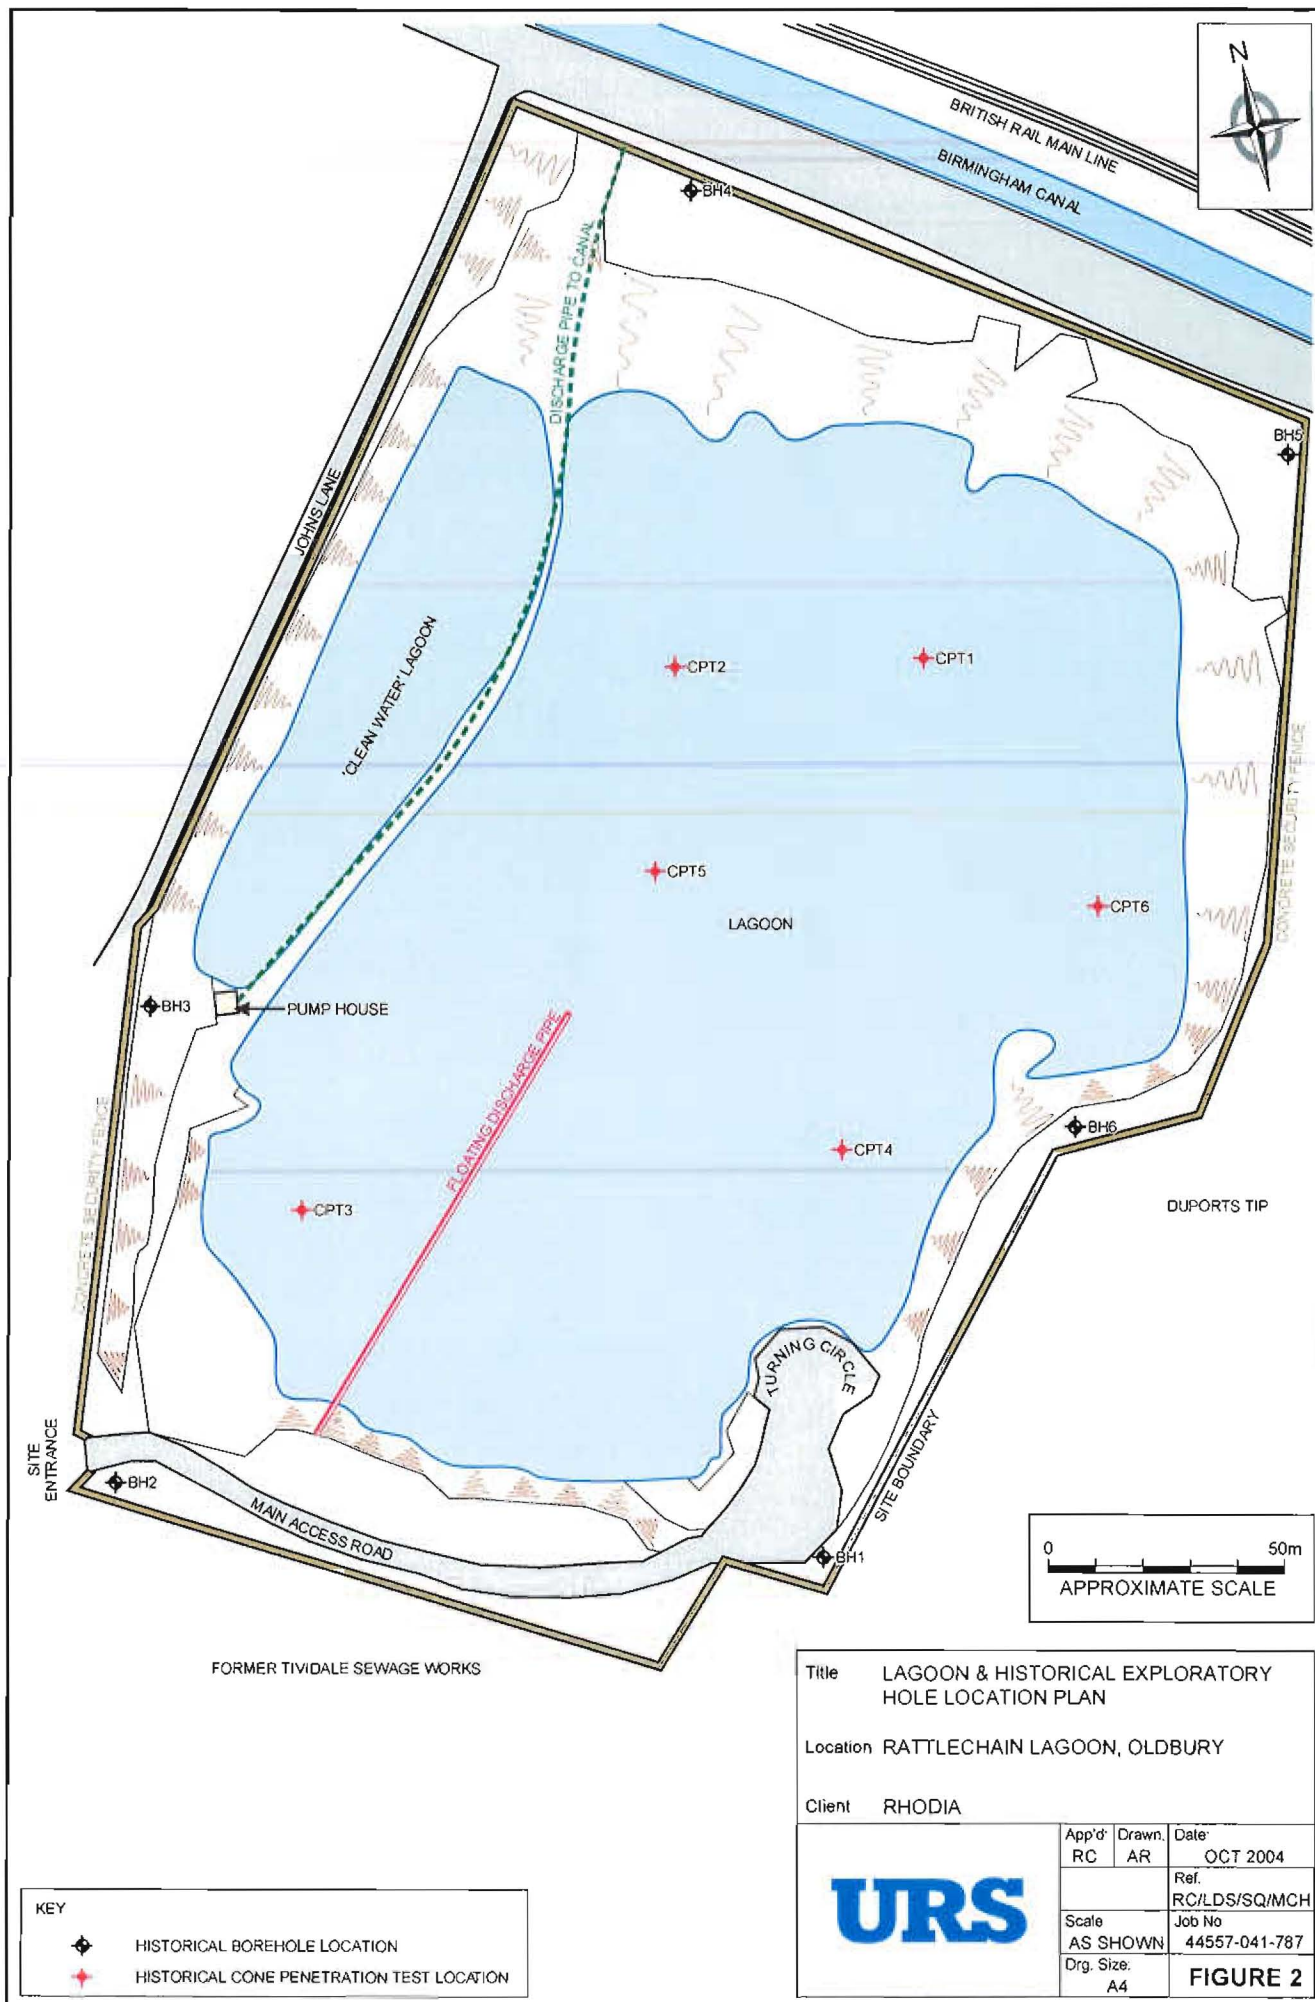 N
BRITISH RAIL MAIN LINE
BIRMINGHAM CANAL
BH4
DISCHARGE PIPE TO CANAL
BH5
JOHNS LANE
'CLEAN WATER' LAGOON
CPT2
CPT1
CONCRETE SECURITY FENCE
CPT5
CPT6
LAGOON
BH3
PUMP HOUSE
FLOATING DISCHARGE PIPE
CONCRETE SECURITY FENCE
BH6
CPT4
CPT3
DUPORTS TIP
TURNING CIRCLE
SITE
ENTRANCE
BH2
MAIN ACCESS ROAD
SITE BOUNDARY
BH1
0 50m
APPROXIMATE SCALE
FORMER TIVIDALE SEWAGE WORKS
Title LAGOON & HISTORICAL EXPLORATORY
HOLE LOCATION PLAN
Location RATTLECHAIN LAGOON, OLDBURY
Client RHODIA
URS
App'd: Drawn: Date:
RC AR OCT 2004
Ref.
RC/LDS/SQ/MCH
Scale Job No
AS SHOWN 44557-041-787
Drg. Size:
A4
FIGURE 2
KEY
HISTORICAL BOREHOLE LOCATION
HISTORICAL CONE PENETRATION TEST LOCATION